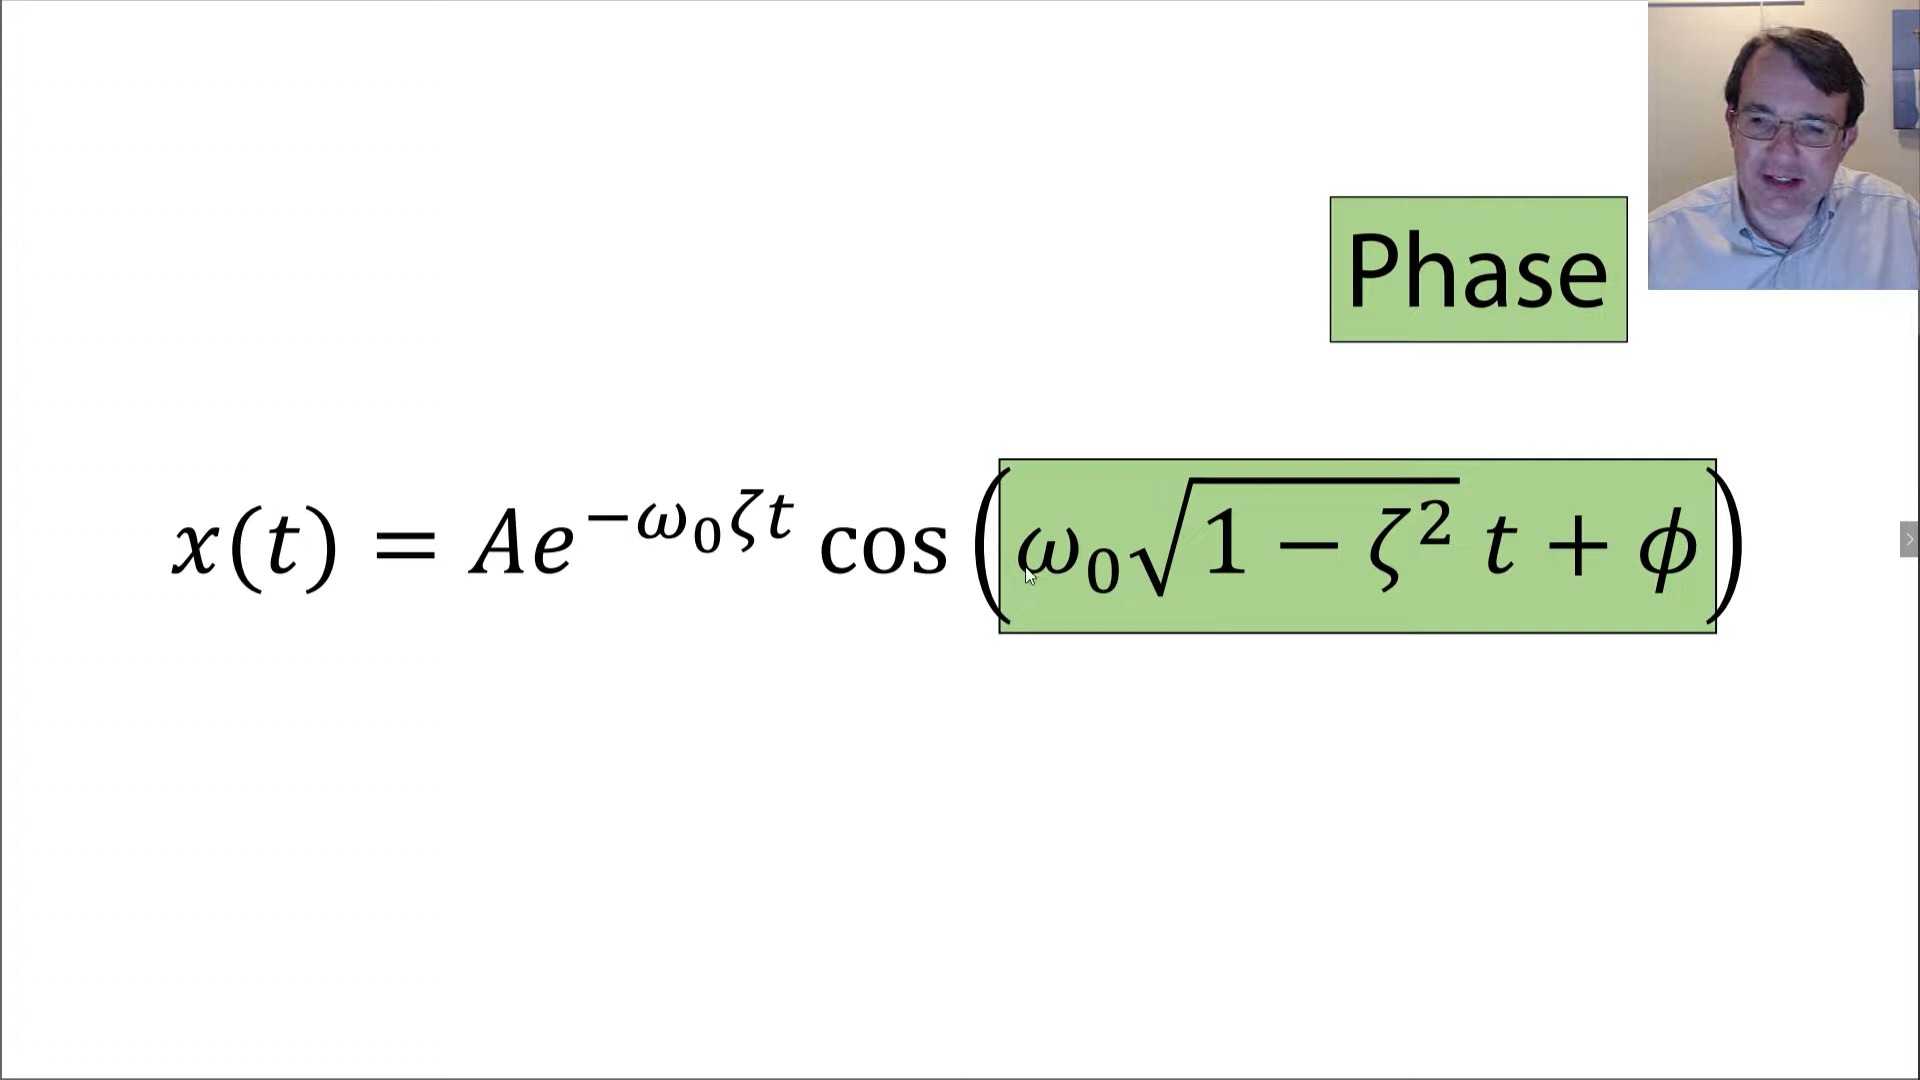 Phase
x(t) = Ae^{−ω₀ζt} cos(ω₀√(1 − ζ²) t + ϕ)